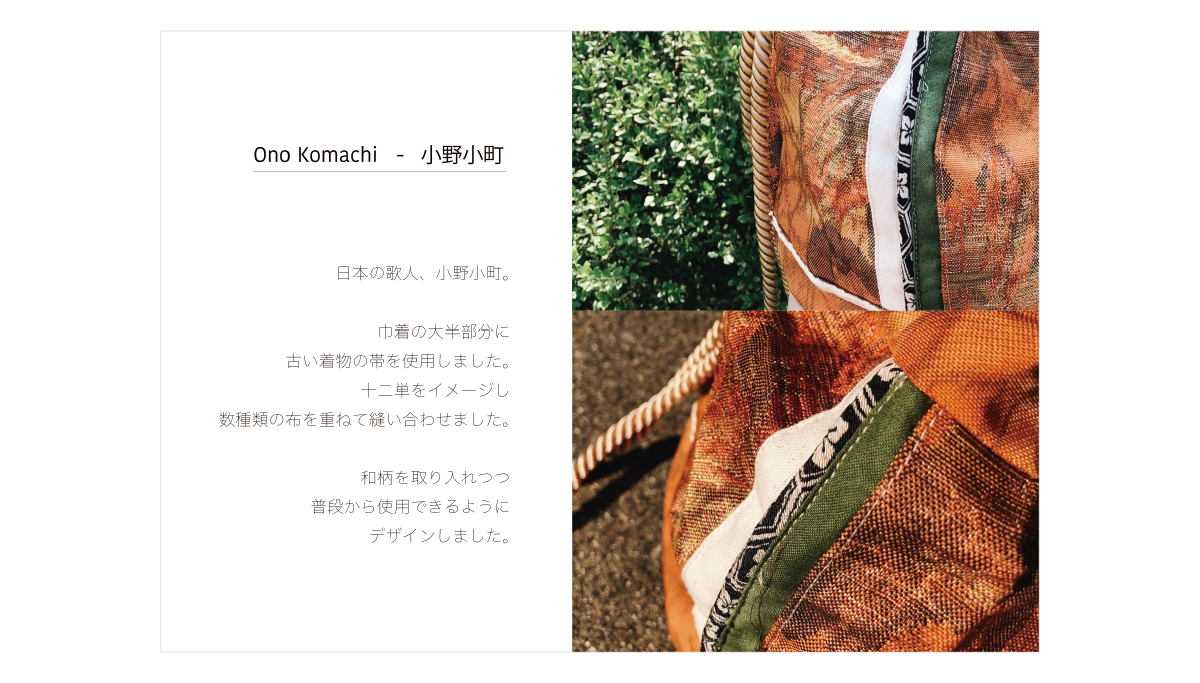 Ono Komachi - 小野小町
日本の歌人、小野小町。
巾着の大半部分に
古い着物の帯を使用しました。
十二単をイメージし
数種類の布を重ねて縫い合わせました。
和柄を取り入れつつ
普段から使用できるように
デザインしました。